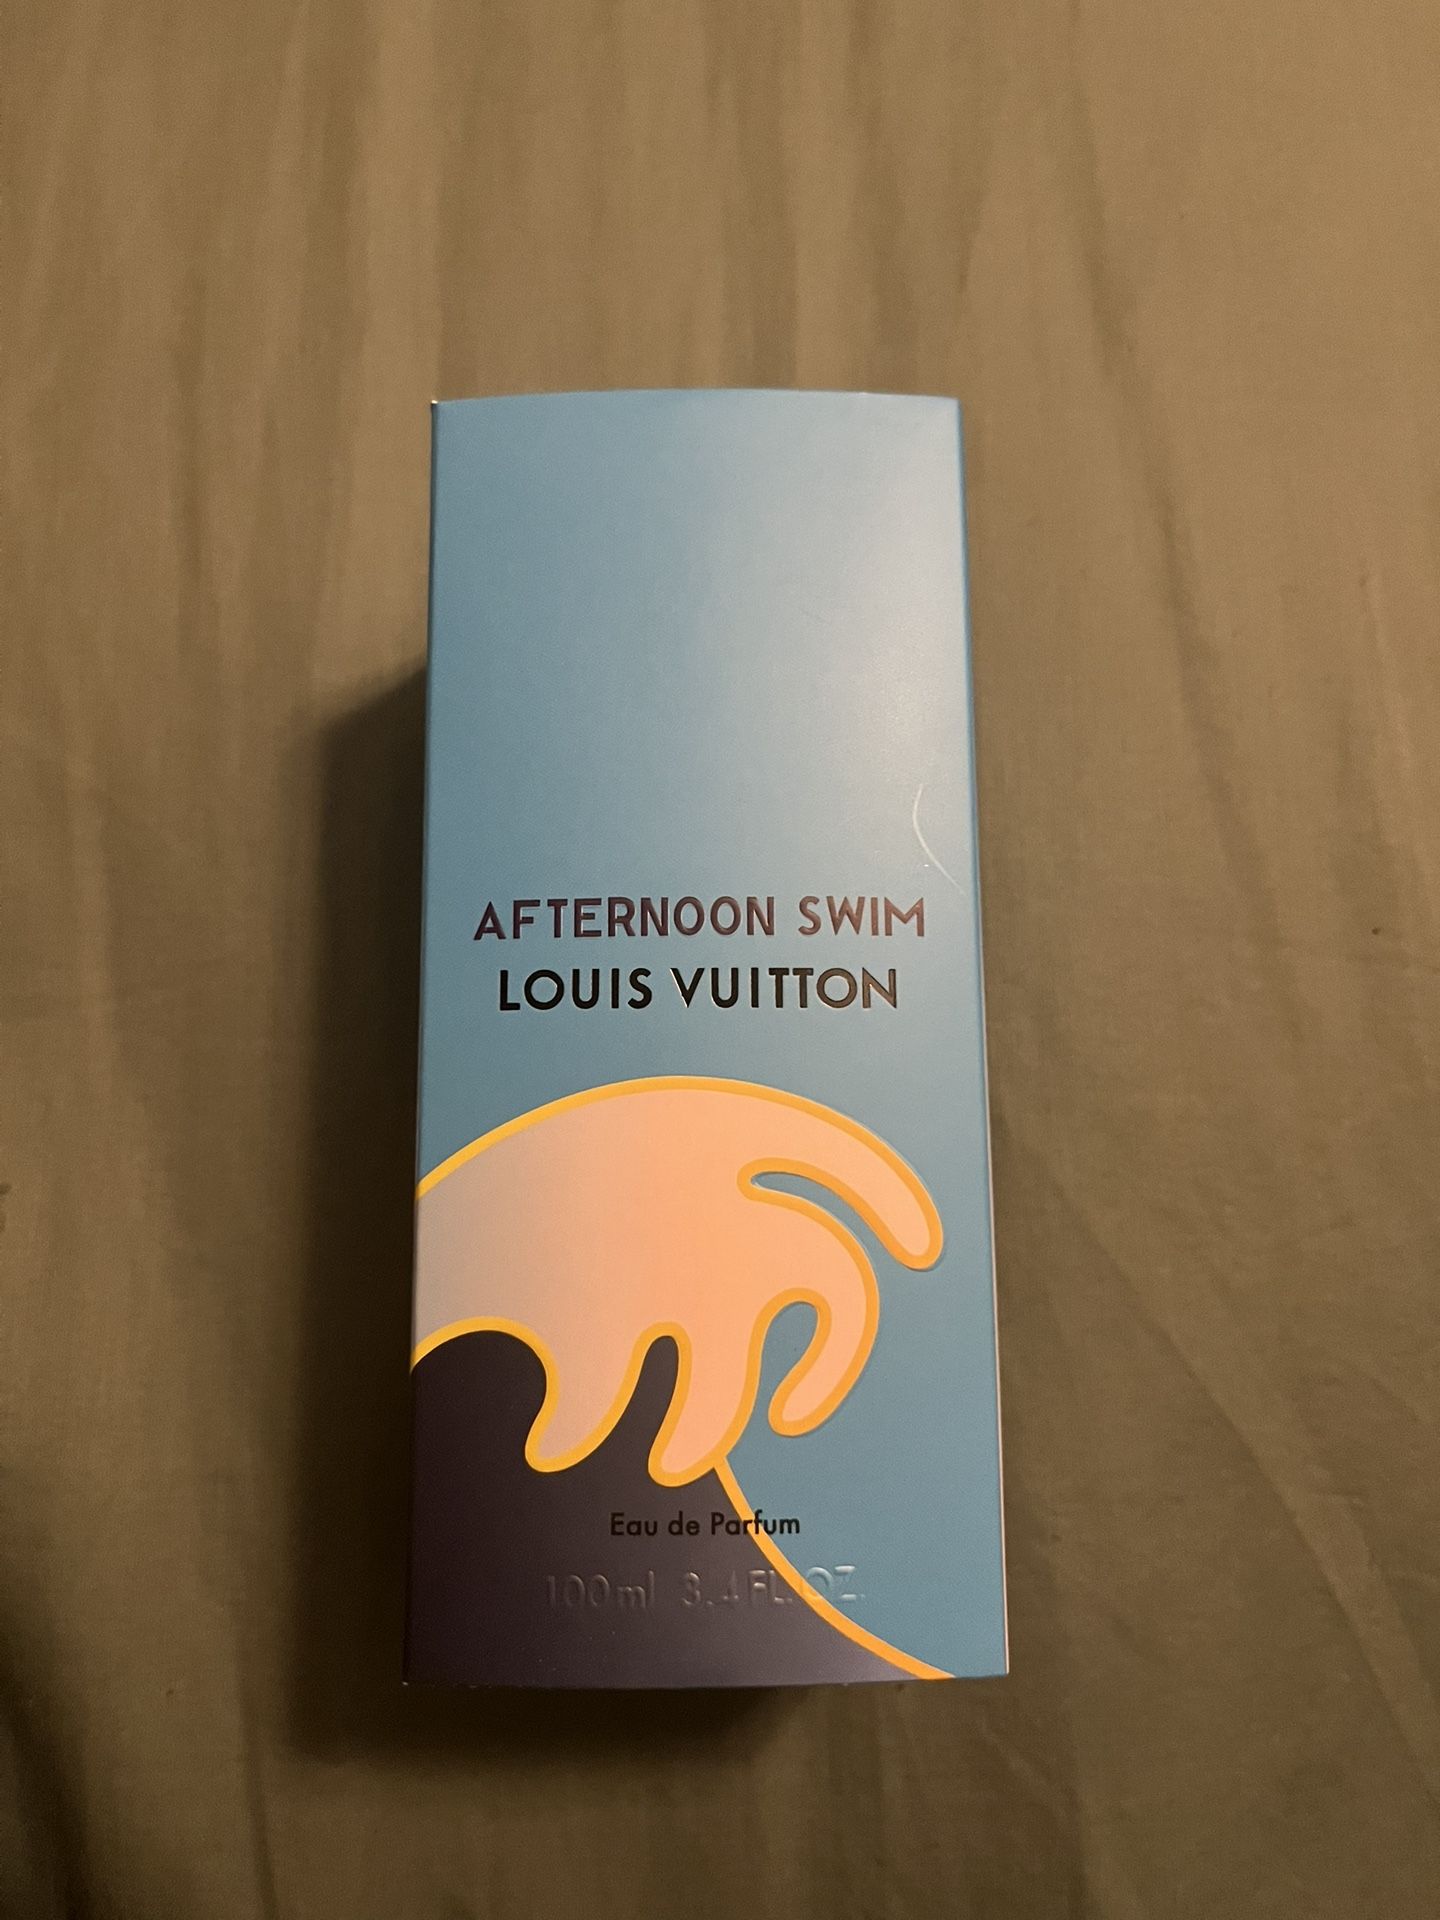 AFTERNOON SWIM
LOUIS VUITTON
Eau de Parfum
100ml 3.4 FL. OZ.